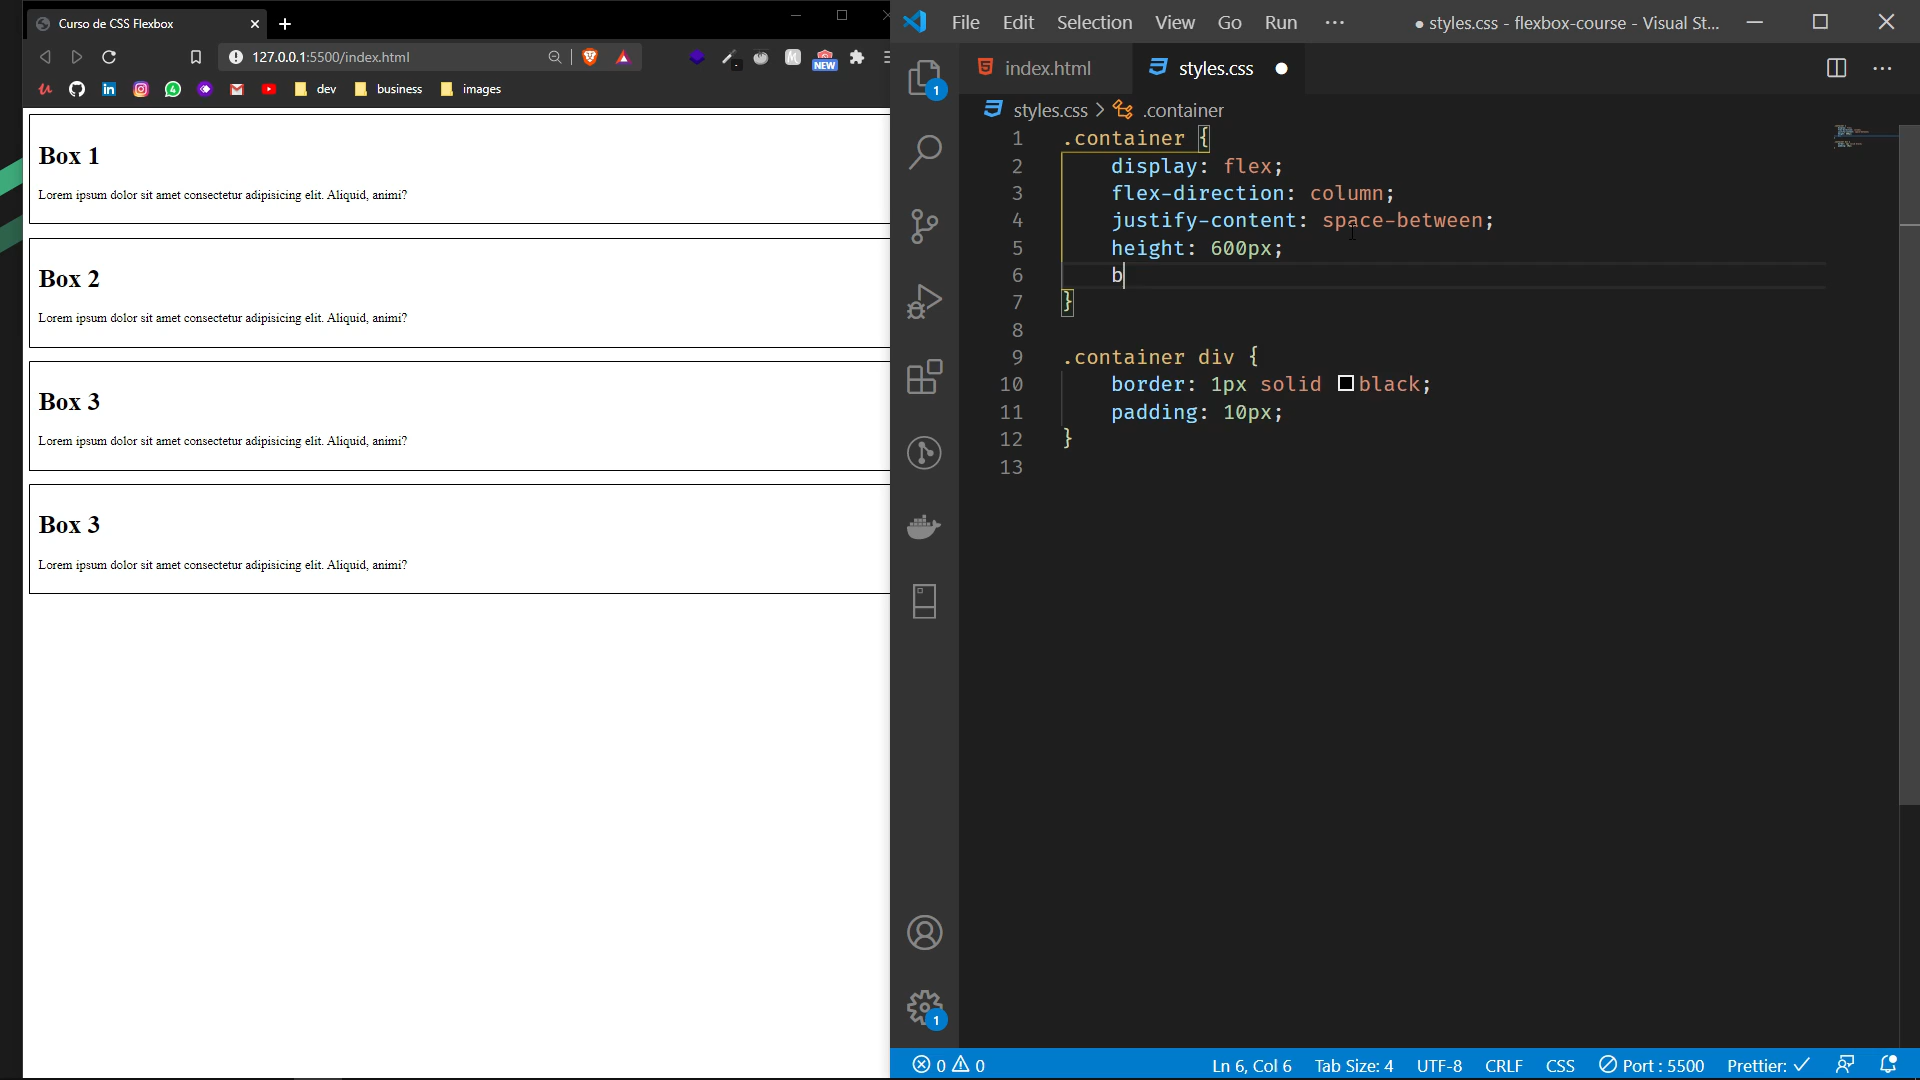 Curso de CSS Flexbox
127.0.0.1:5500/index.html
NEW
dev
business
images
Box 1
Lorem ipsum dolor sit amet consectetur adipisicing elit. Aliquid, animi?
Box 2
Lorem ipsum dolor sit amet consectetur adipisicing elit. Aliquid, animi?
Box 3
Lorem ipsum dolor sit amet consectetur adipisicing elit. Aliquid, animi?
Box 3
Lorem ipsum dolor sit amet consectetur adipisicing elit. Aliquid, animi?
File Edit Selection View Go Run ··· ● styles.css - flexbox-course - Visual St...
index.html styles.css ●
styles.css > .container
1 .container {
2 display: flex;
3 flex-direction: column;
4 justify-content: space-between;
5 height: 600px;
6 b
7 }
8
9 .container div {
10 border: 1px solid black;
11 padding: 10px;
12 }
13
1
1
0 0 Ln 6, Col 6 Tab Size: 4 UTF-8 CRLF CSS Port : 5500 Prettier: ✓